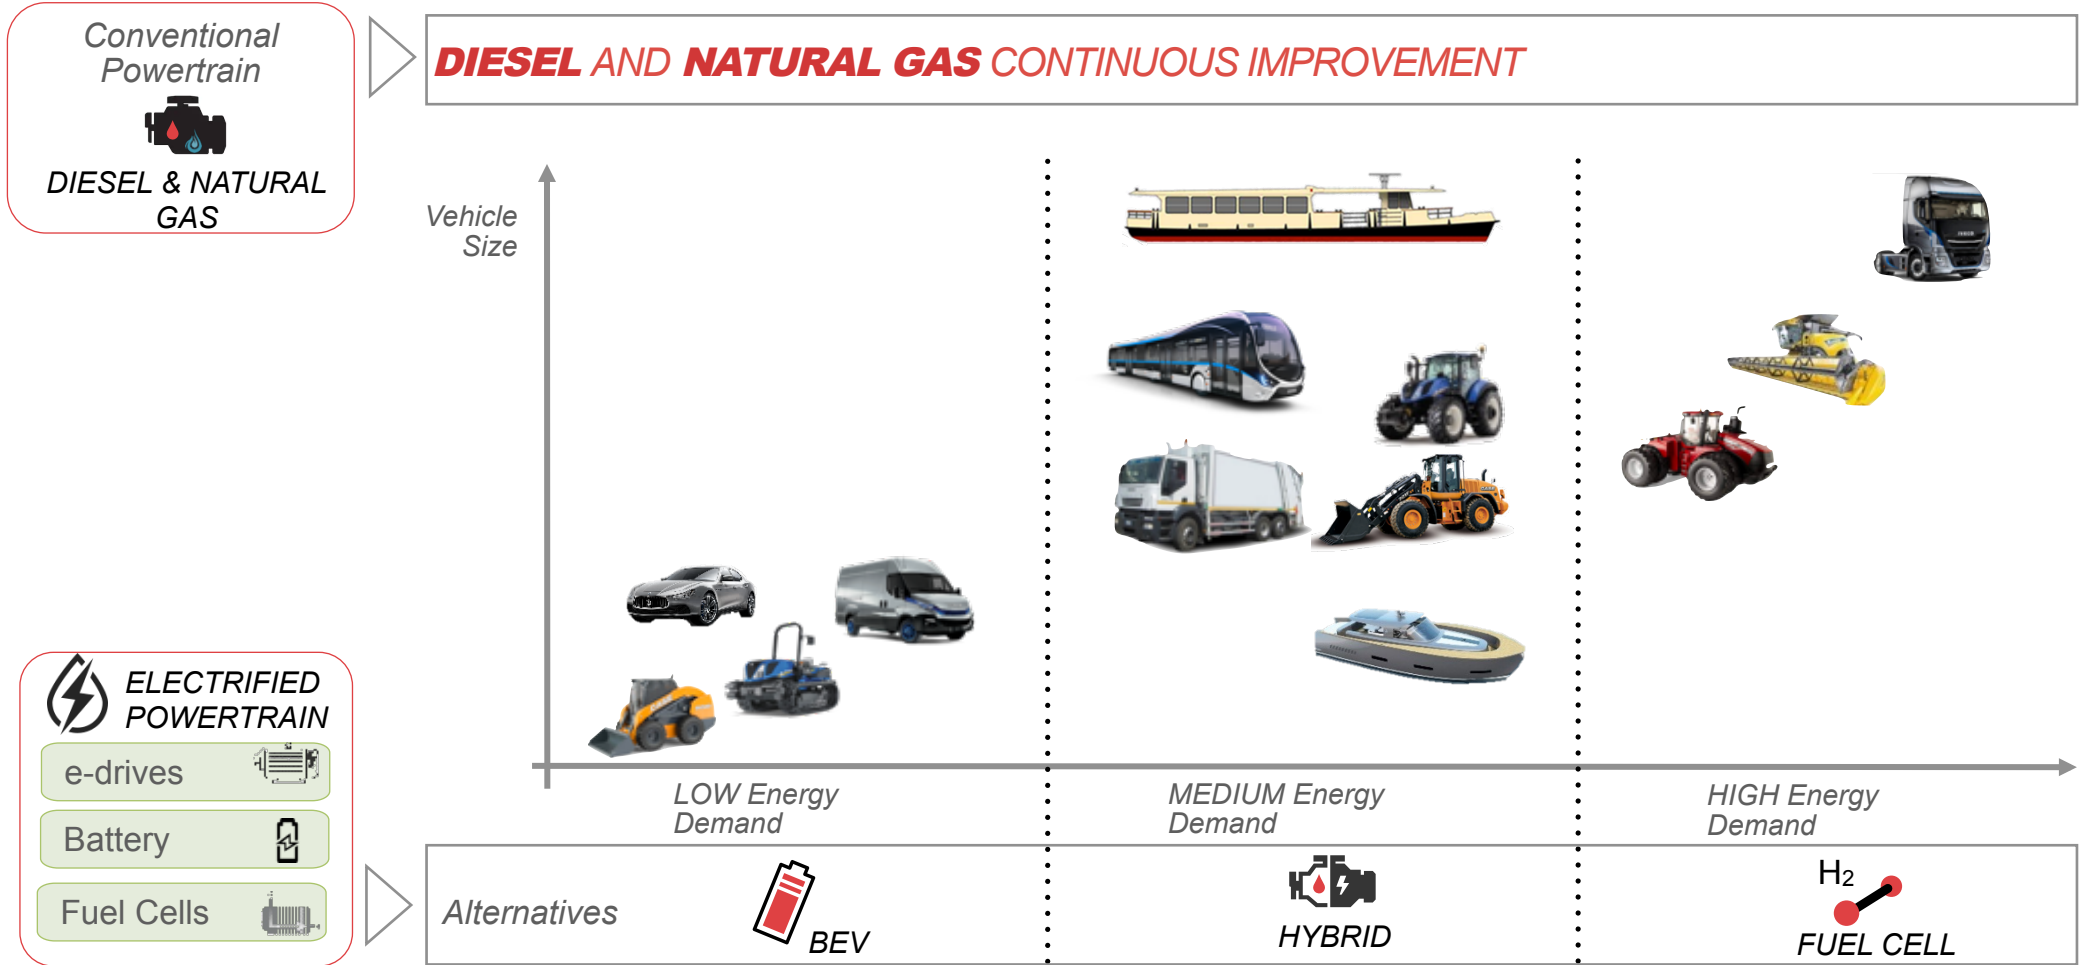 Conventional
Powertrain
DIESEL & NATURAL
GAS
DIESEL AND NATURAL GAS CONTINUOUS IMPROVEMENT
Vehicle
Size
ELECTRIFIED
POWERTRAIN
e-drives
Battery
Fuel Cells
LOW Energy
Demand
MEDIUM Energy
Demand
HIGH Energy
Demand
Alternatives
BEV
HYBRID
H2
FUEL CELL